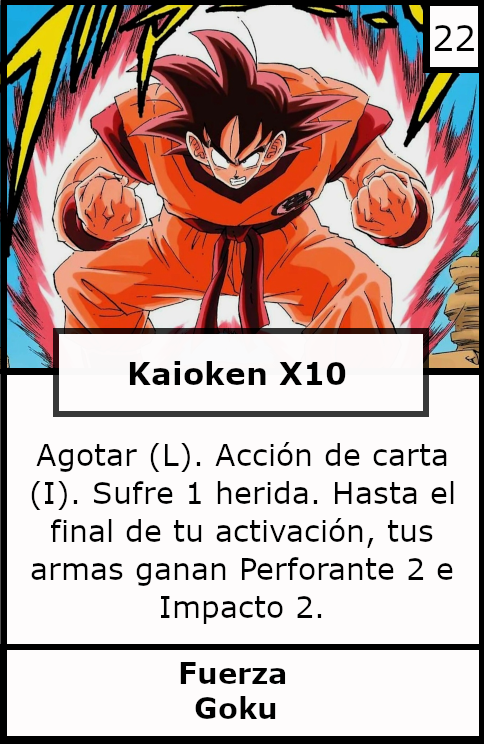 22
Kaioken X10
Agotar (L). Acción de carta
(I). Sufre 1 herida. Hasta el
final de tu activación, tus
armas ganan Perforante 2 e
Impacto 2.
Fuerza
Goku